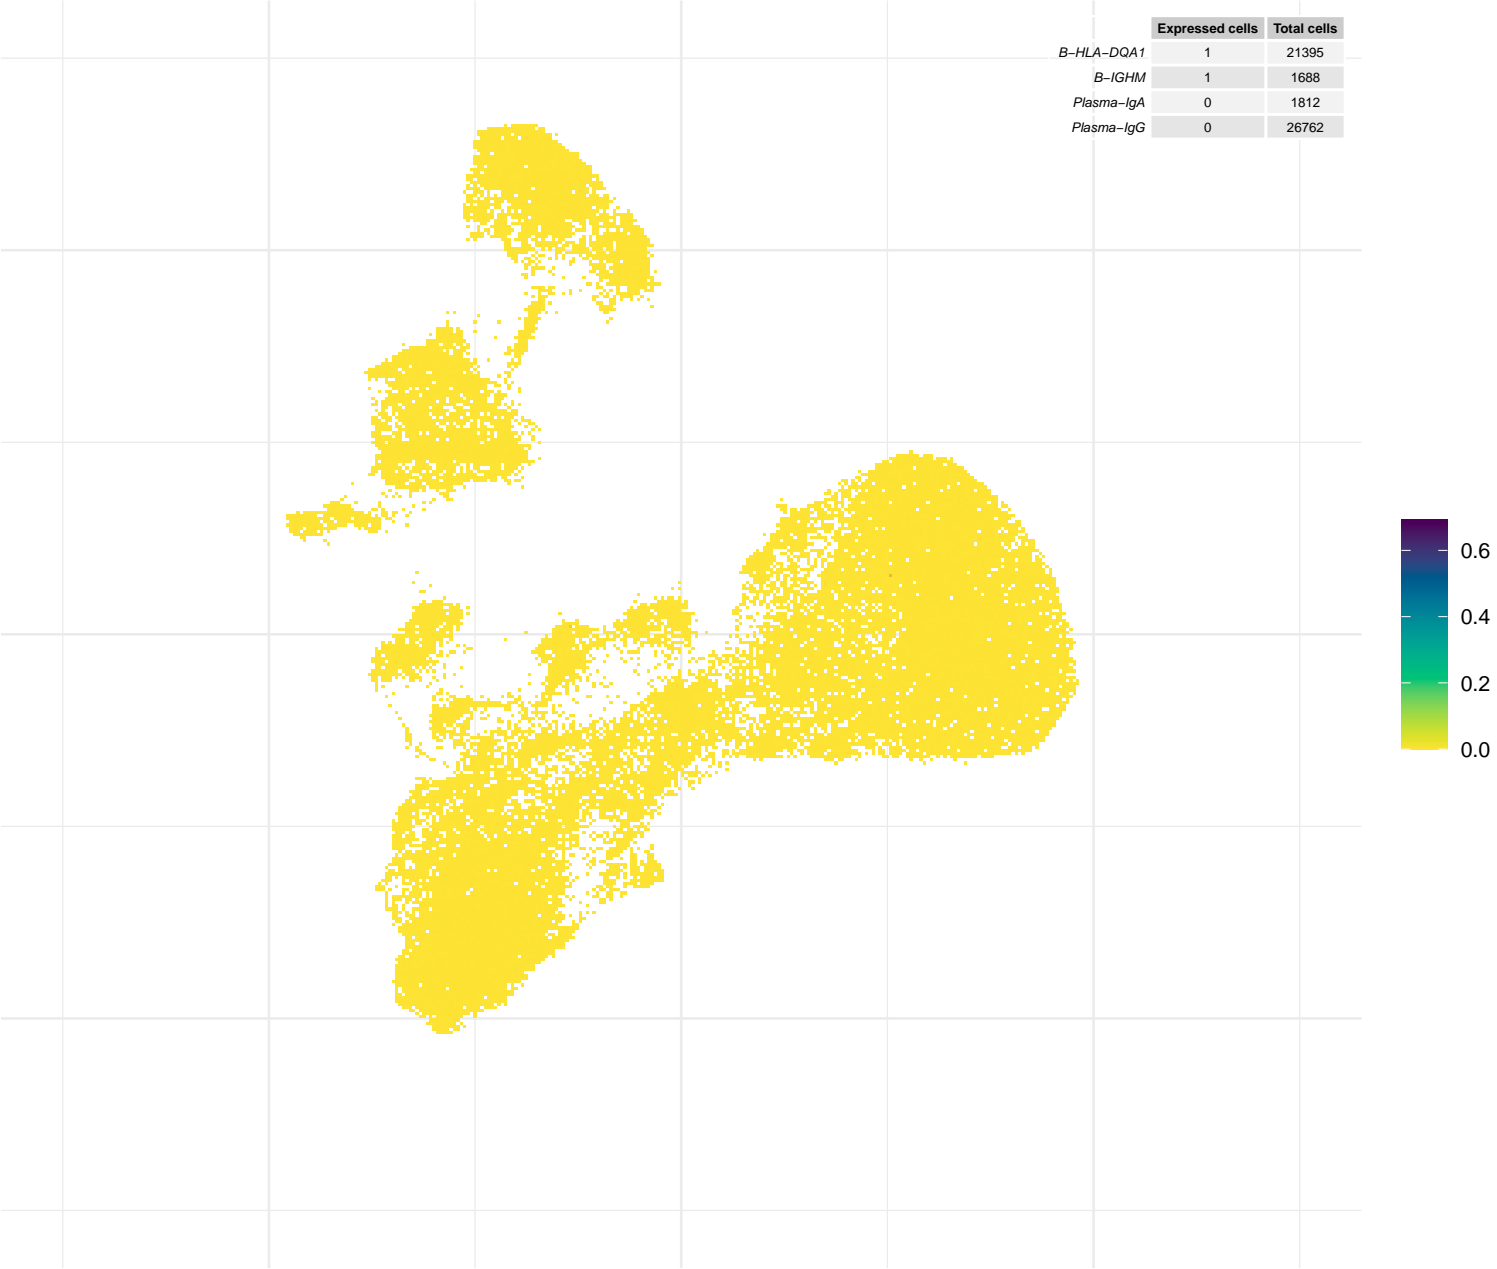 Expressed cells Total cells
B−HLA−DQA1 1 21395
B−IGHM 1 1688
Plasma−IgA 0 1812
Plasma−IgG 0 26762
0.6
0.4
0.2
0.0